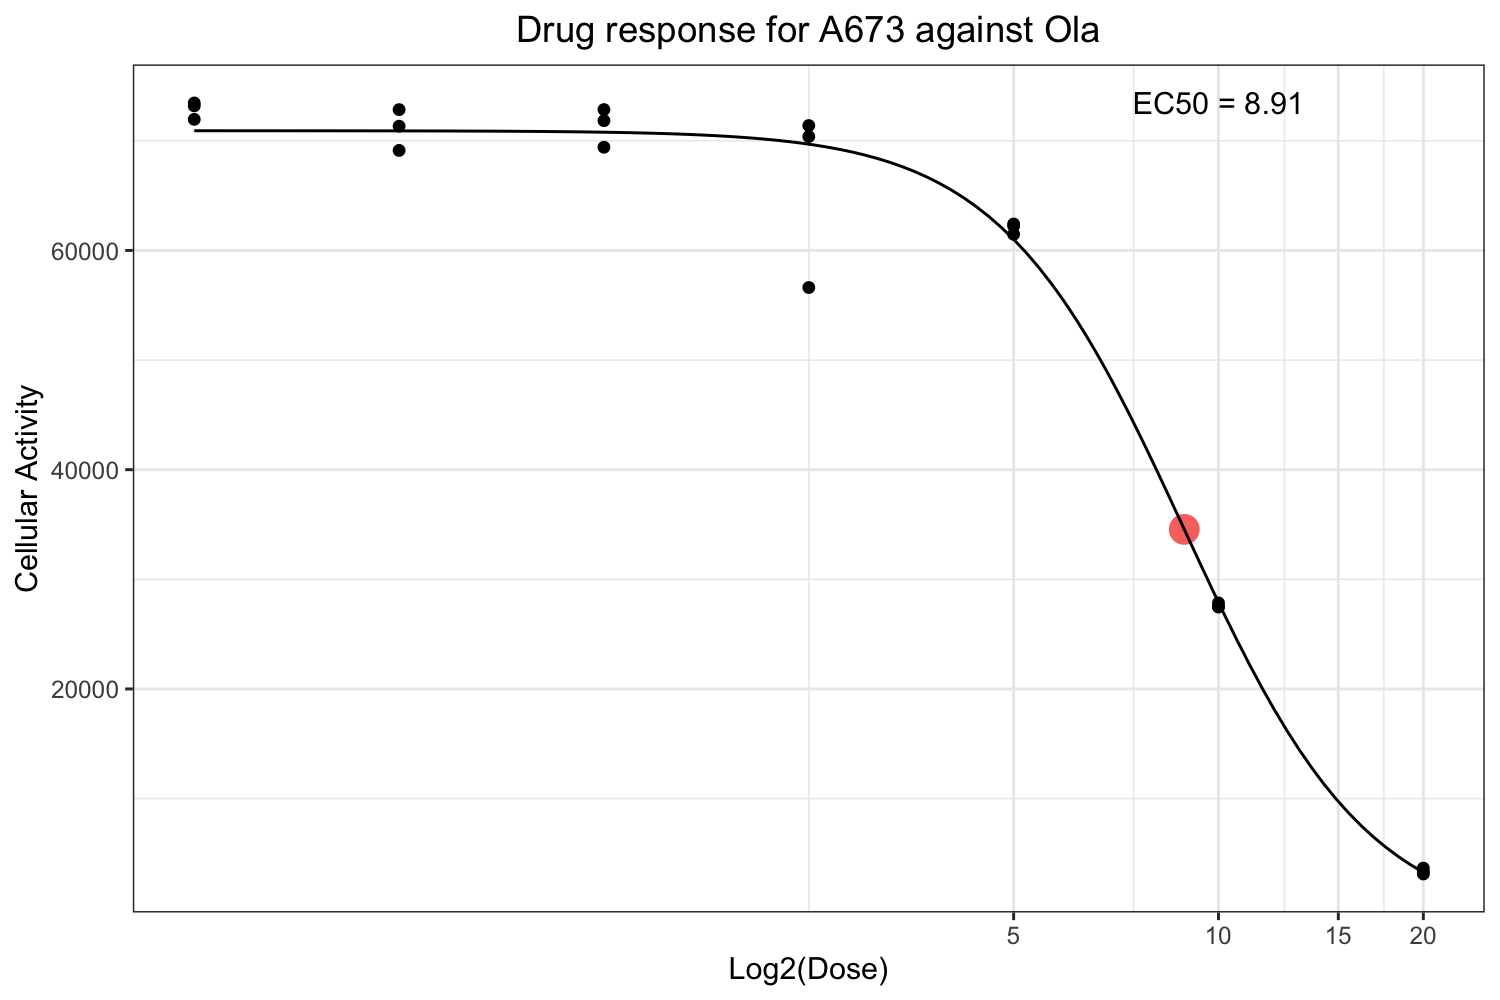 Drug response for A673 against Ola
EC50 = 8.91
60000
40000
20000
Cellular Activity
5 10 15 20
Log2(Dose)